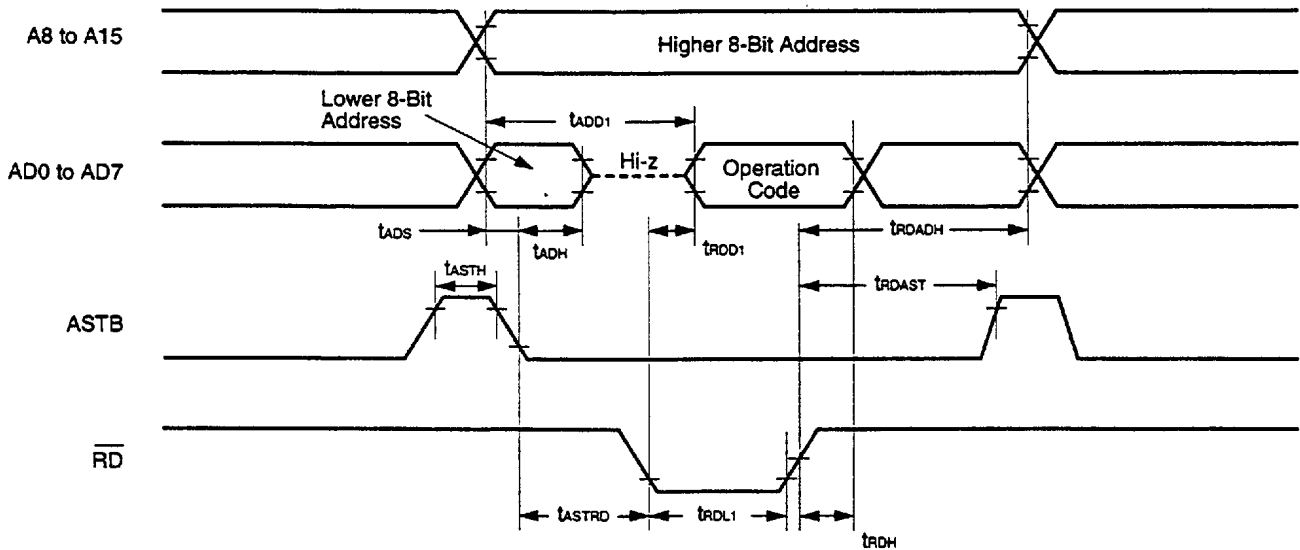 A8 to A15
Higher 8-Bit Address
Lower 8-Bit
Address
tADD1
AD0 to AD7
Hi-z
Operation
Code
tADS
tADH
tRDD1
tRDADH
tASTH
tRDAST
ASTB
RD
tASTRD
tRDL1
tRDH